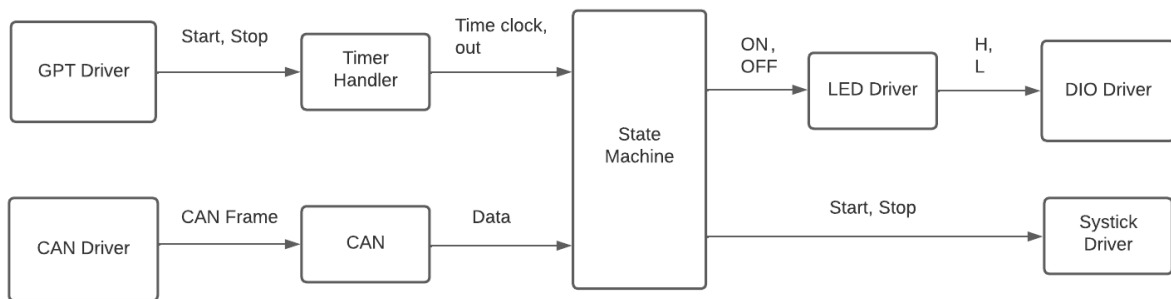 GPT Driver
Start, Stop
Timer
Handler
Time clock,
out
State
Machine
ON,
OFF
LED Driver
H,
L
DIO Driver
CAN Driver
CAN Frame
CAN
Data
Start, Stop
Systick
Driver